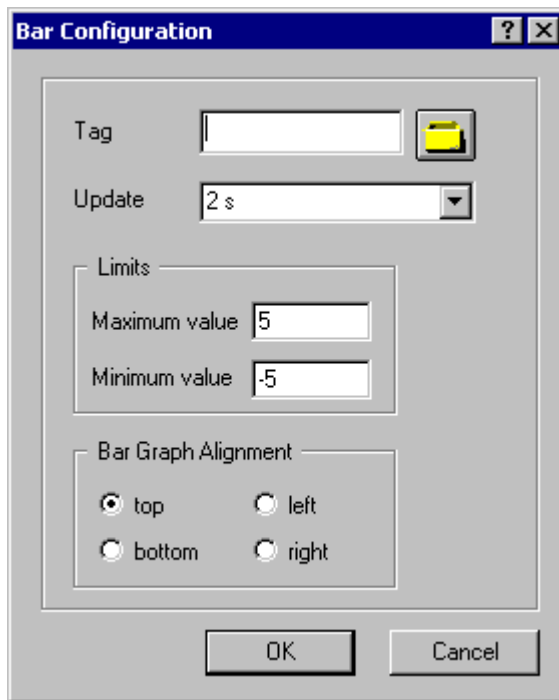 Bar Configuration
Tag
Update 2 s
Limits
Maximum value 5
Minimum value -5
Bar Graph Alignment
top left
bottom right
OK Cancel